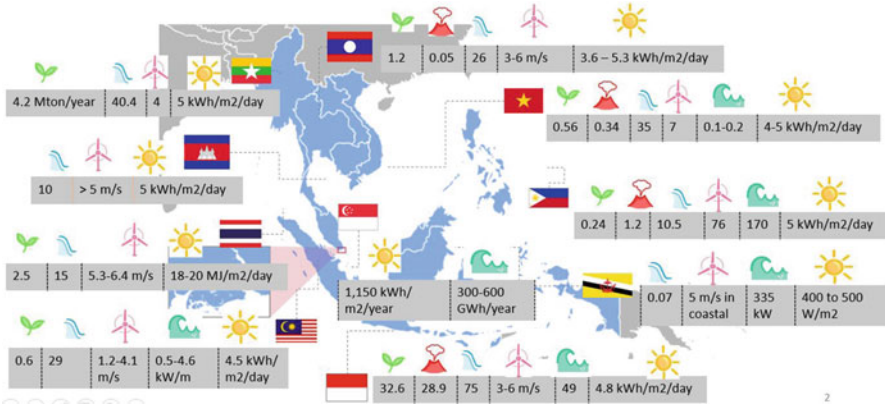 1.2 0.05 26 3-6 m/s 3.6 – 5.3 kWh/m2/day
4.2 Mton/year 40.4 4 5 kWh/m2/day
0.56 0.34 35 7 0.1-0.2 4-5 kWh/m2/day
10 > 5 m/s 5 kWh/m2/day
0.24 1.2 10.5 76 170 5 kWh/m2/day
2.5 15 5.3-6.4 m/s 18-20 MJ/m2/day
1,150 kWh/
m2/year
300-600
GWh/year
0.07
5 m/s in
coastal
335
kW
400 to 500
W/m2
0.6 29
1.2-4.1
m/s
0.5-4.6
kW/m
4.5 kWh/
m2/day
32.6 28.9 75 3-6 m/s 49 4.8 kWh/m2/day
2